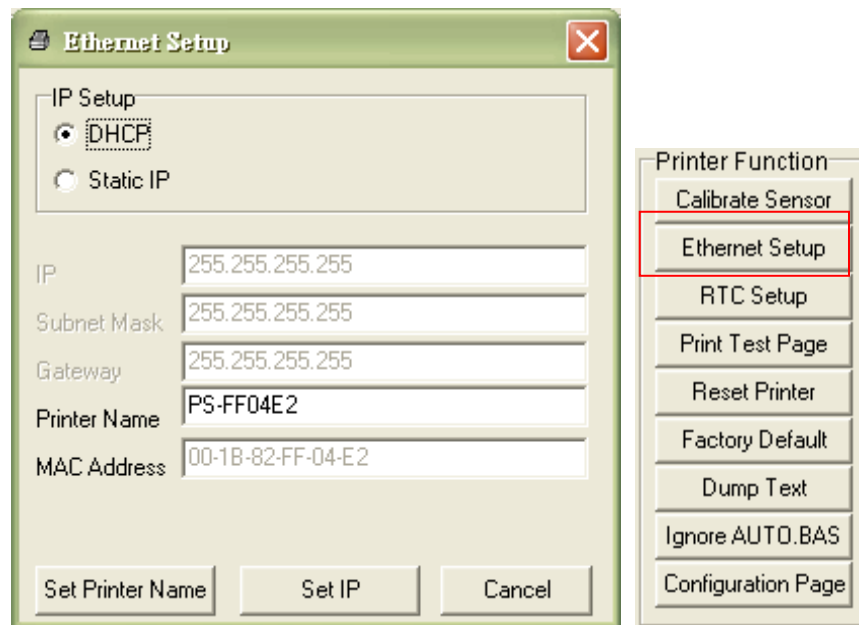 Ethernet Setup
IP Setup
DHCP
Static IP
IP
255.255.255.255
Subnet Mask
255.255.255.255
Gateway
255.255.255.255
Printer Name
PS-FF04E2
MAC Address
00-1B-82-FF-04-E2
Set Printer Name
Set IP
Cancel
Printer Function
Calibrate Sensor
Ethernet Setup
RTC Setup
Print Test Page
Reset Printer
Factory Default
Dump Text
Ignore AUTO.BAS
Configuration Page